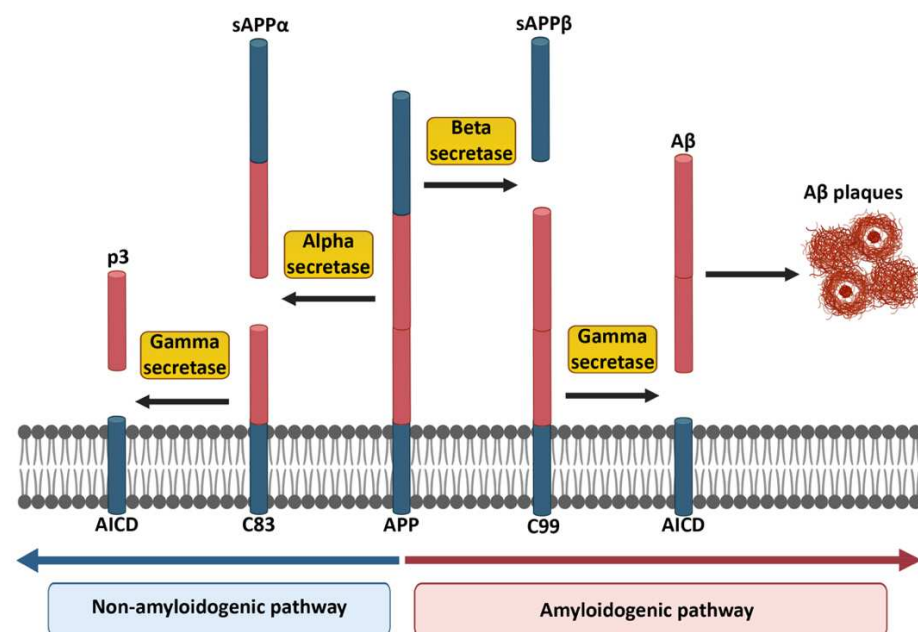 sAPPα
sAPPβ
Beta
secretase
Aβ
Aβ plaques
Alpha
secretase
p3
Gamma
secretase
Gamma
secretase
AICD
C83
APP
C99
AICD
Non-amyloidogenic pathway
Amyloidogenic pathway